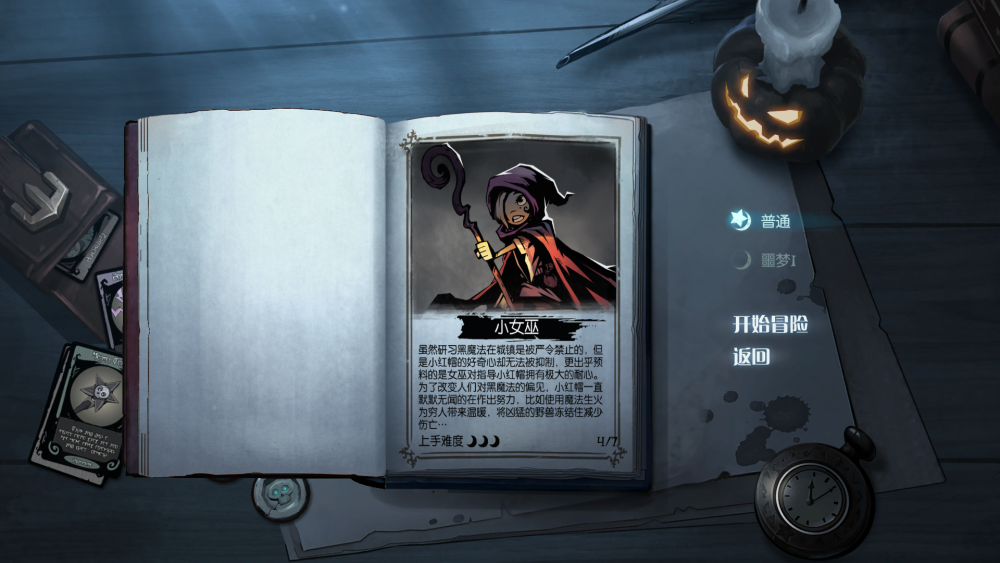 小女巫
虽然研习黑魔法在城镇是被严令禁止的，但
是小红帽的好奇心却无法被抑制，更出乎预
料的是女巫对指导小红帽拥有极大的耐心。
为了改变人们对黑魔法的偏见，小红帽一直
默默无闻的在作出努力，比如使用魔法生火
为穷人带来温暖，将凶猛的野兽冻结住减少
伤亡…
上手难度
4/7
普通
噩梦I
开始冒险
返回